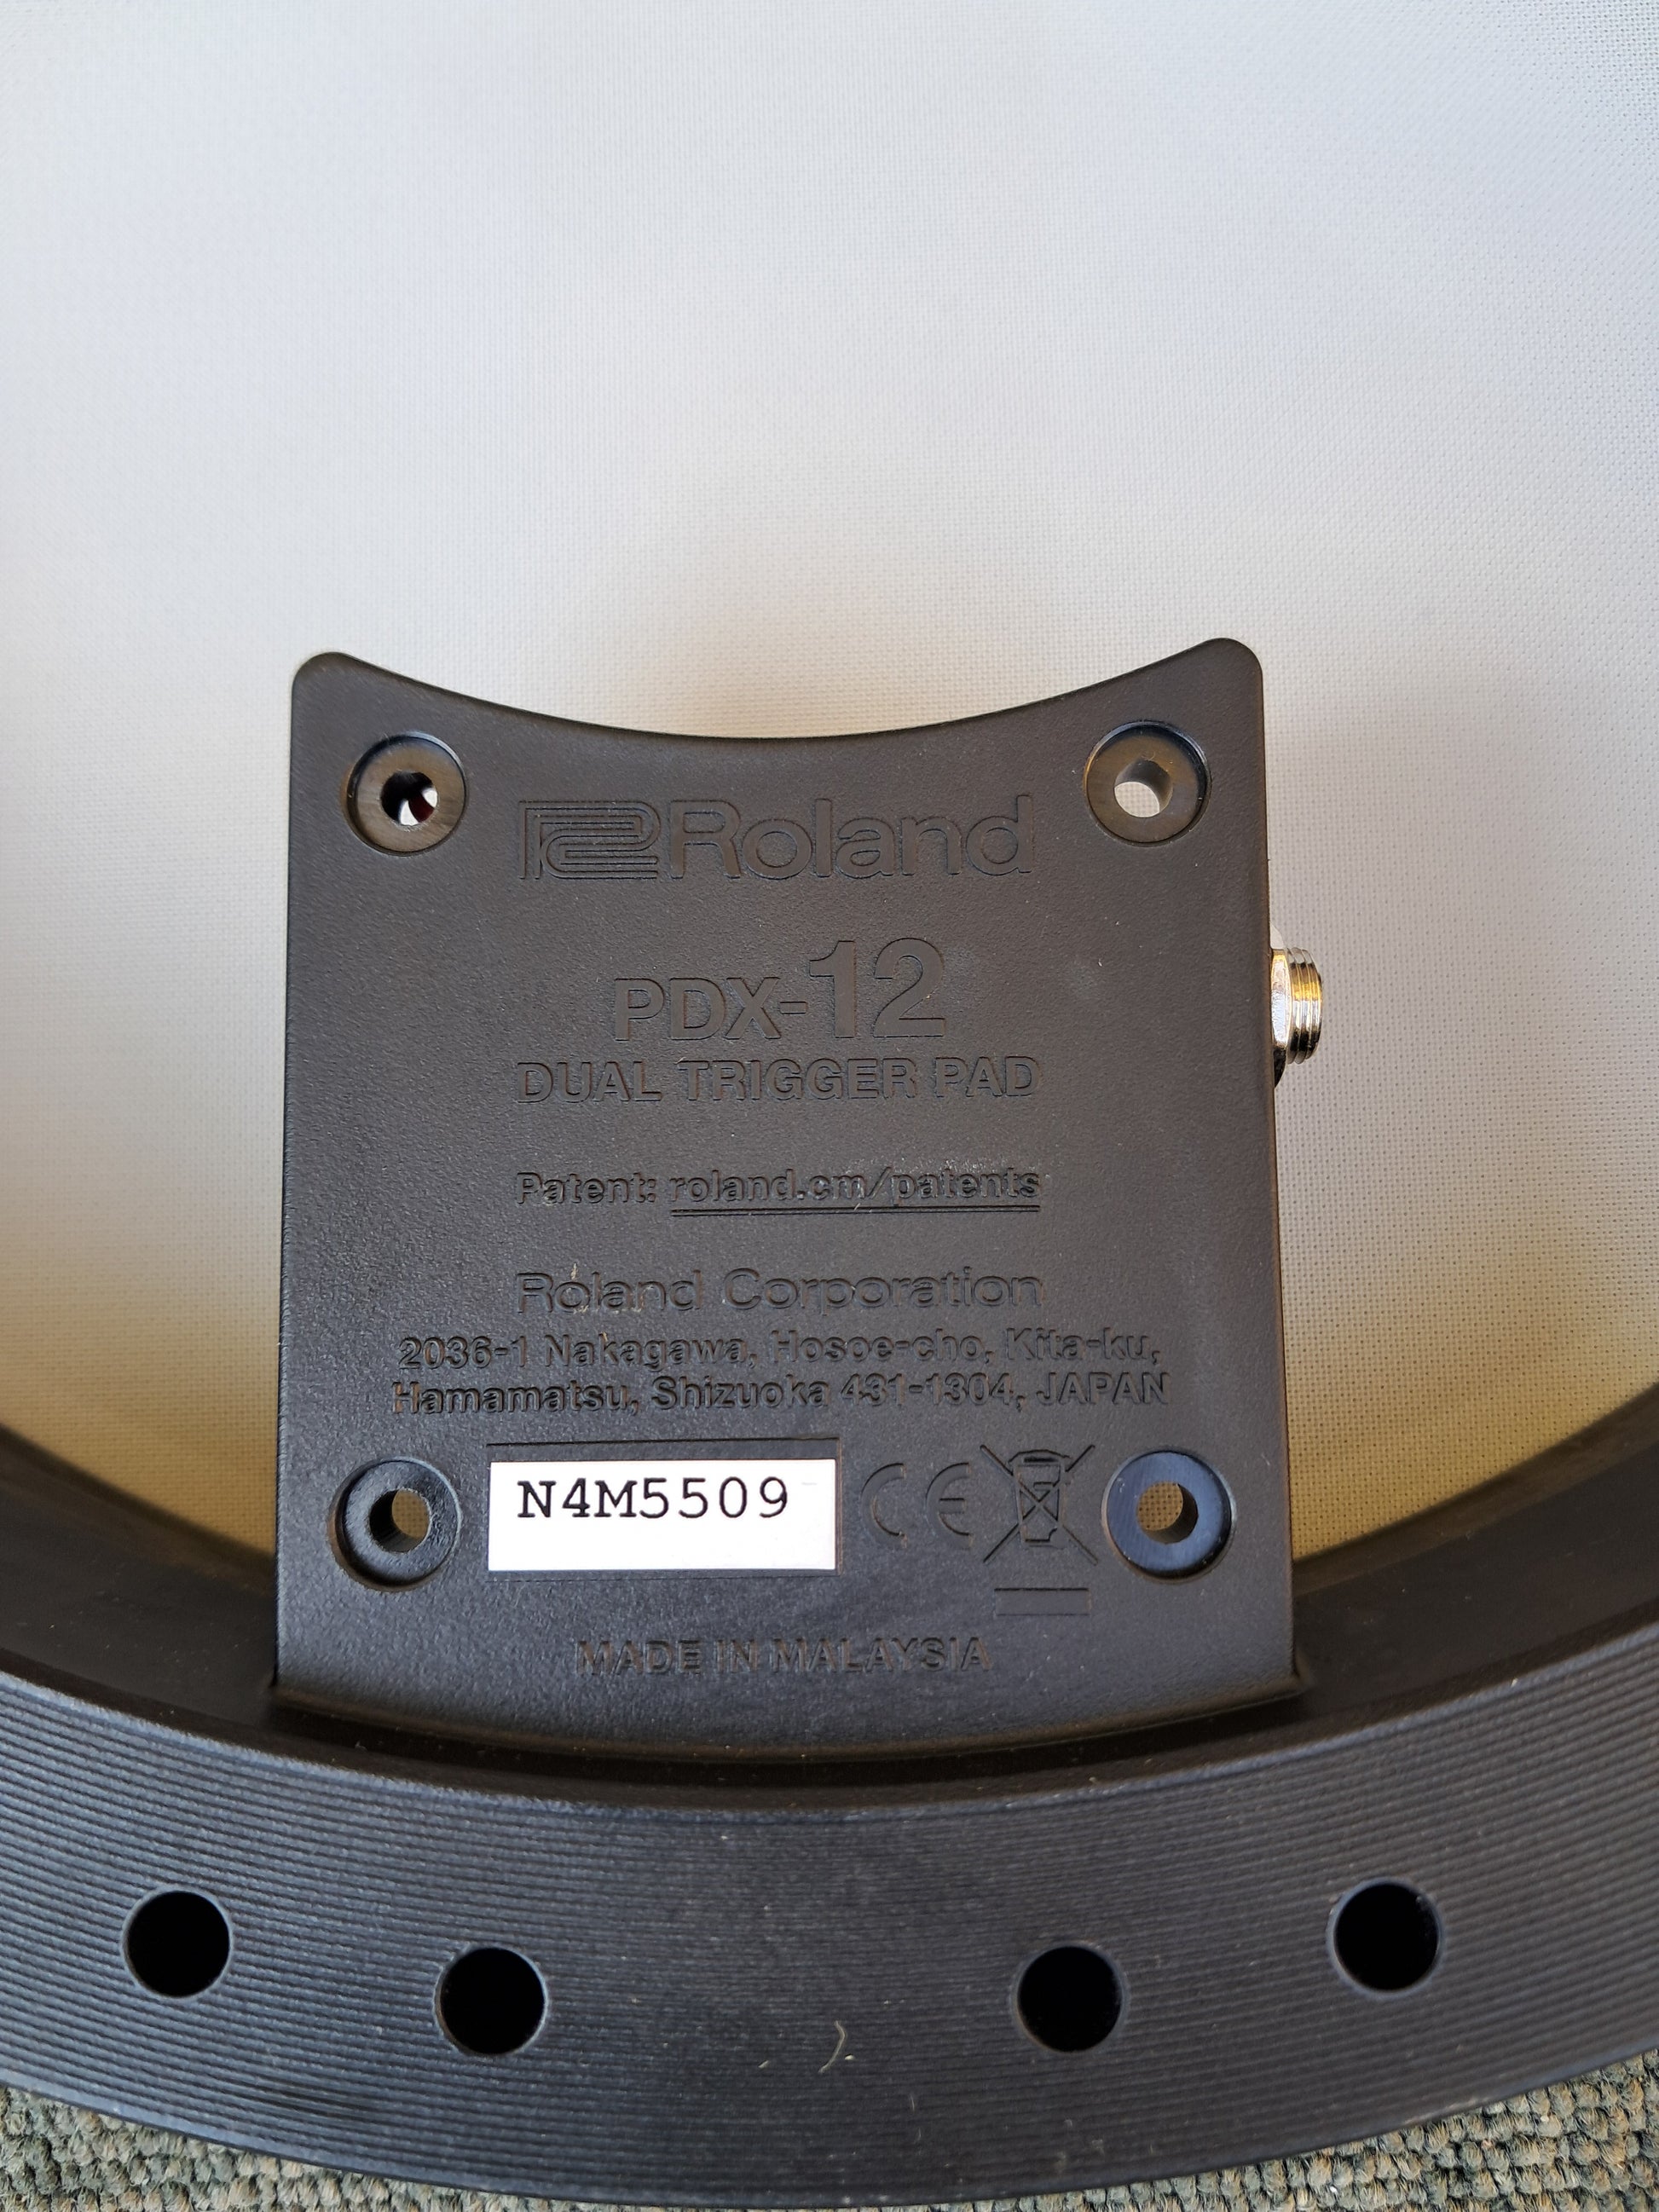 Roland
PDX-12
DUAL TRIGGER PAD
Patent: roland.cm/patents
Roland Corporation
2036-1 Nakagawa, Hosoe-cho, Kita-ku,
Hamamatsu, Shizuoka 431-1304, JAPAN
N4M5509
CE
MADE IN MALAYSIA